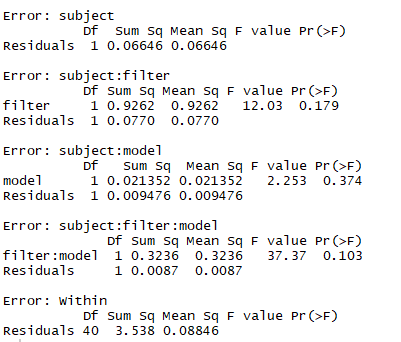 Error: subject
Df Sum Sq Mean Sq F value Pr(>F)
Residuals 1 0.06646 0.06646
Error: subject:filter
Df Sum Sq Mean Sq F value Pr(>F)
filter 1 0.9262 0.9262 12.03 0.179
Residuals 1 0.0770 0.0770
Error: subject:model
Df Sum Sq Mean Sq F value Pr(>F)
model 1 0.021352 0.021352 2.253 0.374
Residuals 1 0.009476 0.009476
Error: subject:filter:model
Df Sum Sq Mean Sq F value Pr(>F)
filter:model 1 0.3236 0.3236 37.37 0.103
Residuals 1 0.0087 0.0087
Error: Within
Df Sum Sq Mean Sq F value Pr(>F)
Residuals 40 3.538 0.08846